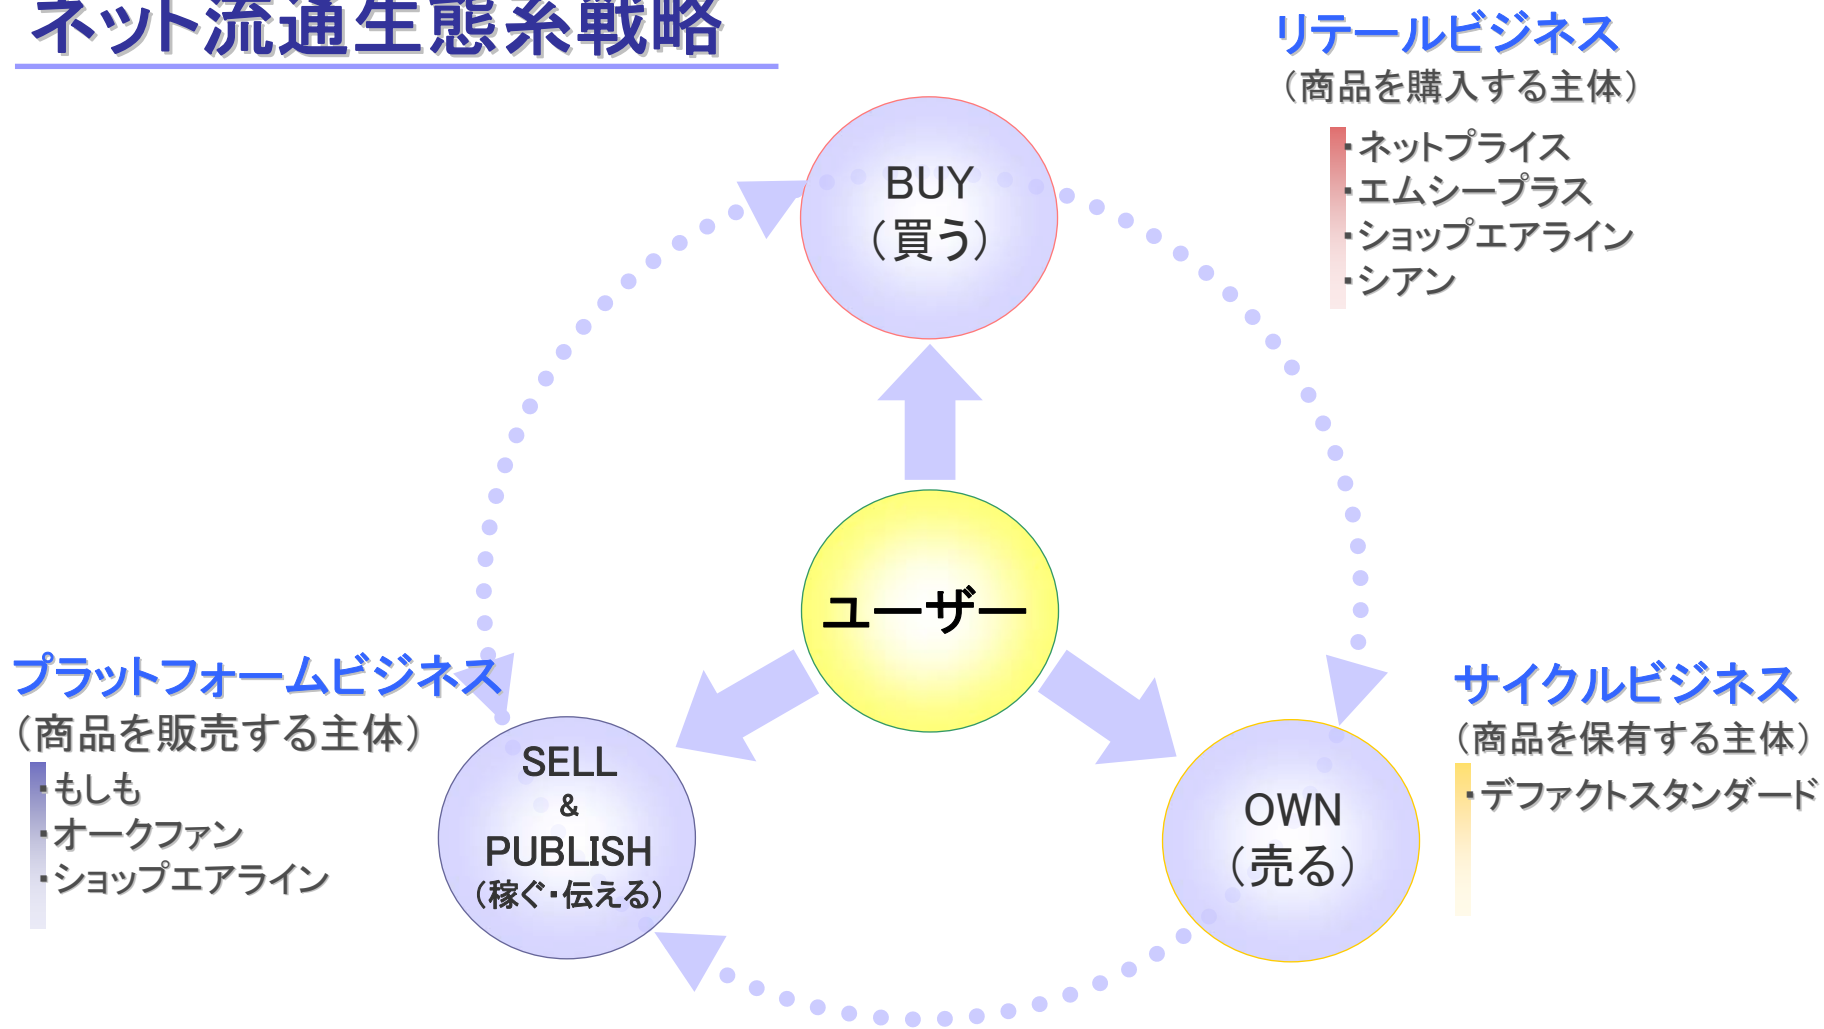 ネット流通生態系戦略
リテールビジネス
（商品を購入する主体）
・ネットプライス
・エムシープラス
・ショップエアライン
・シアン
BUY
（買う）
ユーザー
プラットフォームビジネス
（商品を販売する主体）
・もしも
・オークファン
・ショップエアライン
SELL
&
PUBLISH
（稼ぐ・伝える）
サイクルビジネス
（商品を保有する主体）
・デファクトスタンダード
OWN
（売る）